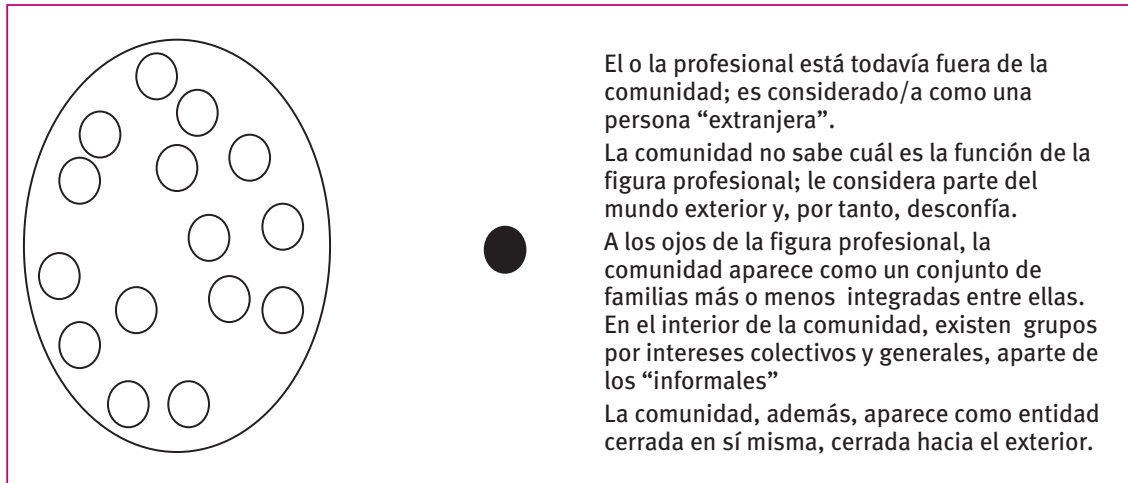 El o la profesional está todavía fuera de la
comunidad; es considerado/a como una
persona “extranjera”.
La comunidad no sabe cuál es la función de la
figura profesional; le considera parte del
mundo exterior y, por tanto, desconfía.
A los ojos de la figura profesional, la
comunidad aparece como un conjunto de
familias más o menos integradas entre ellas.
En el interior de la comunidad, existen grupos
por intereses colectivos y generales, aparte de
los “informales”
La comunidad, además, aparece como entidad
cerrada en sí misma, cerrada hacia el exterior.